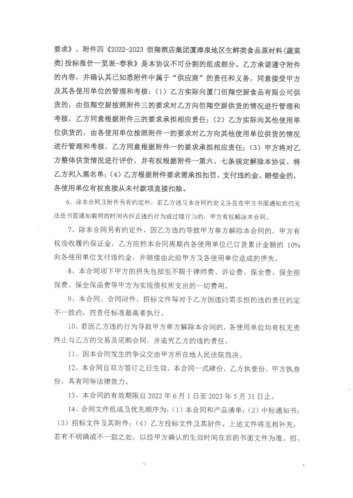 要求》、附件四《2022-2023 佰翔酒店集团厦漳泉地区生鲜类食品原材料(蔬菜
类)投标报价一览表-春秋》是本协议不可分割的组成部分。乙方承诺遵守附件
的内容，并确认其已知悉附件中属于“供应商”的责任和义务，同意接受甲方
及其各使用单位的管理和考核：(1) 乙方实际向厦门佰翔空厨食品有限公司供
货的，由佰翔空厨按照附件三的要求对乙方向佰翔空厨供货的情况进行管理和
考核，乙方同意根据附件三的要求承担相应责任；(2) 乙方实际向其他使用单
位供货的，由各使用单位按照附件一的要求对乙方向其他使用单位供货的情况
进行管理和考核，乙方同意根据附件一的要求承担相应责任；(3) 甲方将对乙
方整体供货情况进行评价，并有权根据附件一第六、七条规定解除本协议、将
乙方列入黑名单；(4) 乙方根据附件要求需承担扣罚、支付违约金、赔偿金的，
各使用单位有权直接从未付款项直接扣除。
6、除本合同及附件另有约定外，若乙方违反本合同约定义务且在甲方书面通知后仍无
法在书面通知载明的时间内纠正违约行为或过错行为的，甲方有权解除本合同。
7、除本合同另有约定外，因乙方违约导致甲方单方解除本合同的，甲方有
权没收履约保证金，乙方应按本合同周期内各使用单位已订货累计金额的 10%
向各使用单位支付违约金，并赔偿由此给甲方及各使用单位造成的损失。
8、本合同项下甲方的损失包括但不限于律师费、诉讼费、保全费、保全担
保费、保全保函费等甲方为实现债权所支出的一切费用。
9、本合同、合同附件、招标文件等对于乙方因违约需承担的违约责任约定
不一致的，按责任标准最高者执行。
10、若因乙方违约行为导致甲方单方解除本合同的，各使用单位均有权无责
终止与乙方的交易及采购合同，并追究乙方的违约责任。
11、因本合同发生的争议交由甲方所在地人民法院裁决。
12、本合同自双方签订之日生效。本合同一式肆份，乙方执壹份，甲方执叁
份，具有同等法律效力。
13、本合同的有效期限自 2022 年 6 月 1 日至 2023 年 5 月 31 日止。
14、合同文件组成及优先顺序为：(1) 本合同和产品清单；(2) 中标通知书；
(3) 招标文件及其附件；(4) 乙方投标文件及其附件。上述文件将互相补充，
若有不明确或不一致之处，以经甲方确认的生效时间在后的书面文件为准。招、